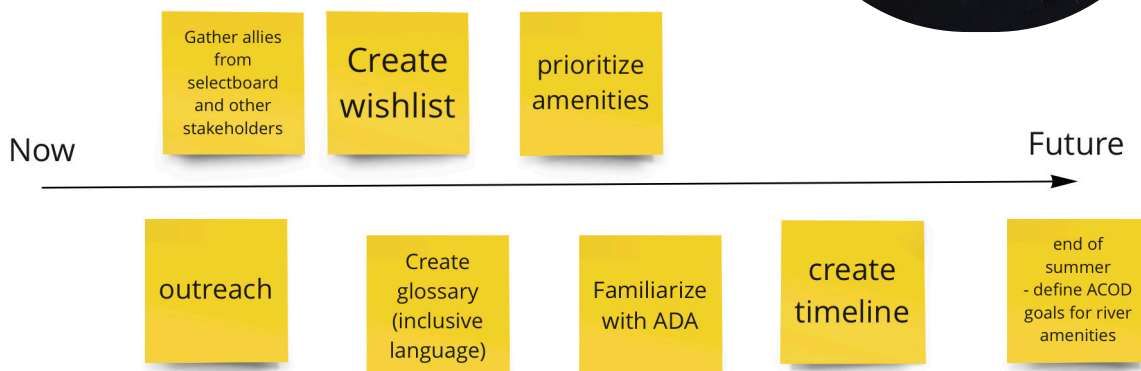 Gather allies
from
selectboard
and other
stakeholders
Create
wishlist
prioritize
amenities
Now
Future
outreach
Create
glossary
(inclusive
language)
Familiarize
with ADA
create
timeline
end of
summer
- define ACOD
goals for river
amenities